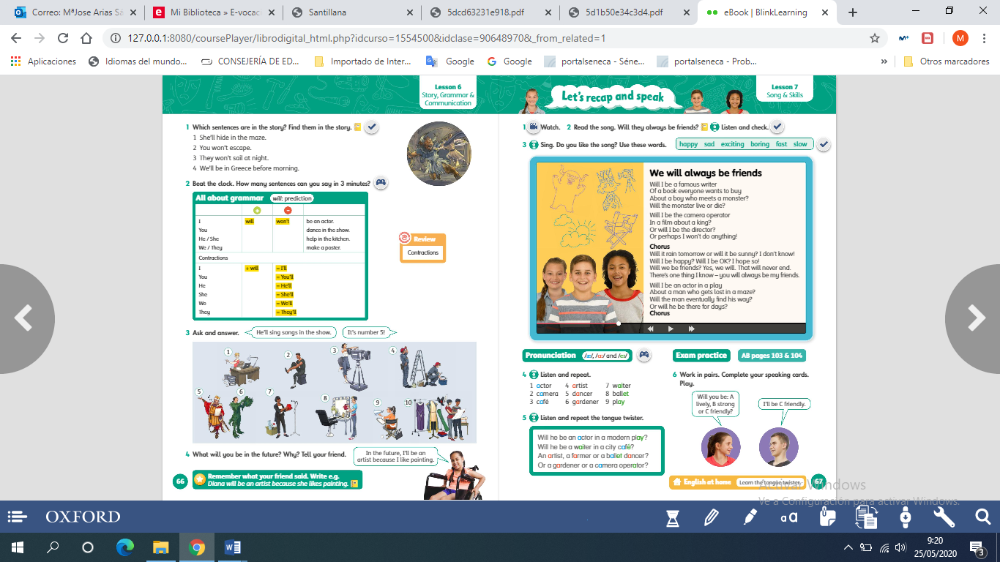 Correo: MªJose Arias Sá
Mi Biblioteca » E-vocaci
Santillana
5dcd63231e918.pdf
5d1b50e34c3d4.pdf
eBook | BlinkLearning
127.0.0.1:8080/coursePlayer/librodigital_html.php?idcurso=1554500&idclase=90648970&_from_related=1
M
Aplicaciones
Idiomas del mundo...
CONSEJERÍA DE ED...
Importado de Inter...
Google
Google
portalseneca - Séne...
portalseneca - Prob...
»
Otros marcadores
Lesson 6
Story, Grammar &
Communication
1 Which sentences are in the story? Find them in the story.
1 She'll hide in the maze.
2 You won't escape.
3 They won't sail at night.
4 We'll be in Greece before morning.
2 Beat the clock. How many sentences can you say in 3 minutes?
All about grammar will: prediction
I will won't be an actor.
You dance in the show.
He / She help in the kitchen.
We / They make a poster.
Contractions
I + will = I'll
You = You'll
He = He'll
She = She'll
We = We'll
They = They'll
Review
Contractions
3 Ask and answer.
He'll sing songs in the show.
It's number 5!
1
2
3
4
5
6
7
8
9
10
4 What will you be in the future? Why? Tell your friend.
In the future, I'll be an
artist because I like painting.
66
Remember what your friend said. Write e.g.
Diana will be an artist because she likes painting.
Let's recap and speak
Lesson 7
Song & Skills
1 Watch. 2 Read the song. Will they always be friends? Listen and check.
3 Sing. Do you like the song? Use these words.
happy sad exciting boring fast slow
We will always be friends
Will I be a famous writer
Of a book everyone wants to buy
About a boy who meets a monster?
Will the monster live or die?
Will I be the camera operator
In a film about a king?
Or will I be the director?
Or perhaps I won't do anything!
Chorus
Will it rain tomorrow or will it be sunny? I don't know!
Will I be happy? Will I be OK? I hope so!
Will we be friends? Yes, we will. That will never end.
There's one thing I know – you will always be my friends.
Will I be an actor in a play
About a man who gets lost in a maze?
Will the man eventually find his way?
Or will he be there for days?
Chorus
Pronunciation /æ/, /ɑː/ and /eɪ/
4 Listen and repeat.
1 actor 4 artist 7 waiter
2 camera 5 dancer 8 ballet
3 café 6 gardener 9 play
5 Listen and repeat the tongue twister.
Will he be an actor in a modern play?
Will he be a waiter in a city café?
An artist, a farmer or a ballet dancer?
Or a gardener or a camera operator?
Exam practice AB pages 103 & 104
6 Work in pairs. Complete your speaking cards.
Play.
Will you be: A
lively, B strong
or C friendly?
I'll be C friendly.
English at home Learn the tongue twister.
67
Activar Windows
Ve a Configuración para activar Windows.
OXFORD
aa
W
9:20
25/05/2020
3